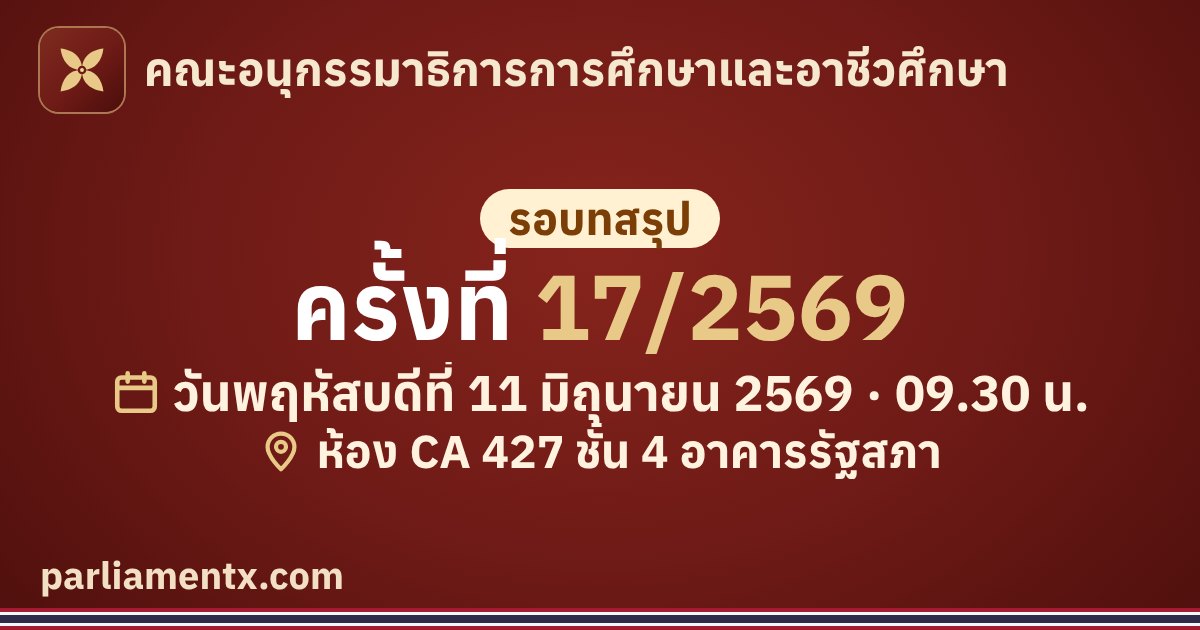 คณะอนุกรรมาธิการการศึกษาและอาชีวศึกษา
รอบทสรุป
ครั้งที่ 17/2569
วันพฤหัสบดีที่ 11 มิถุนายน 2569 · 09.30 น.
ห้อง CA 427 ชั้น 4 อาคารรัฐสภา
parliamentx.com